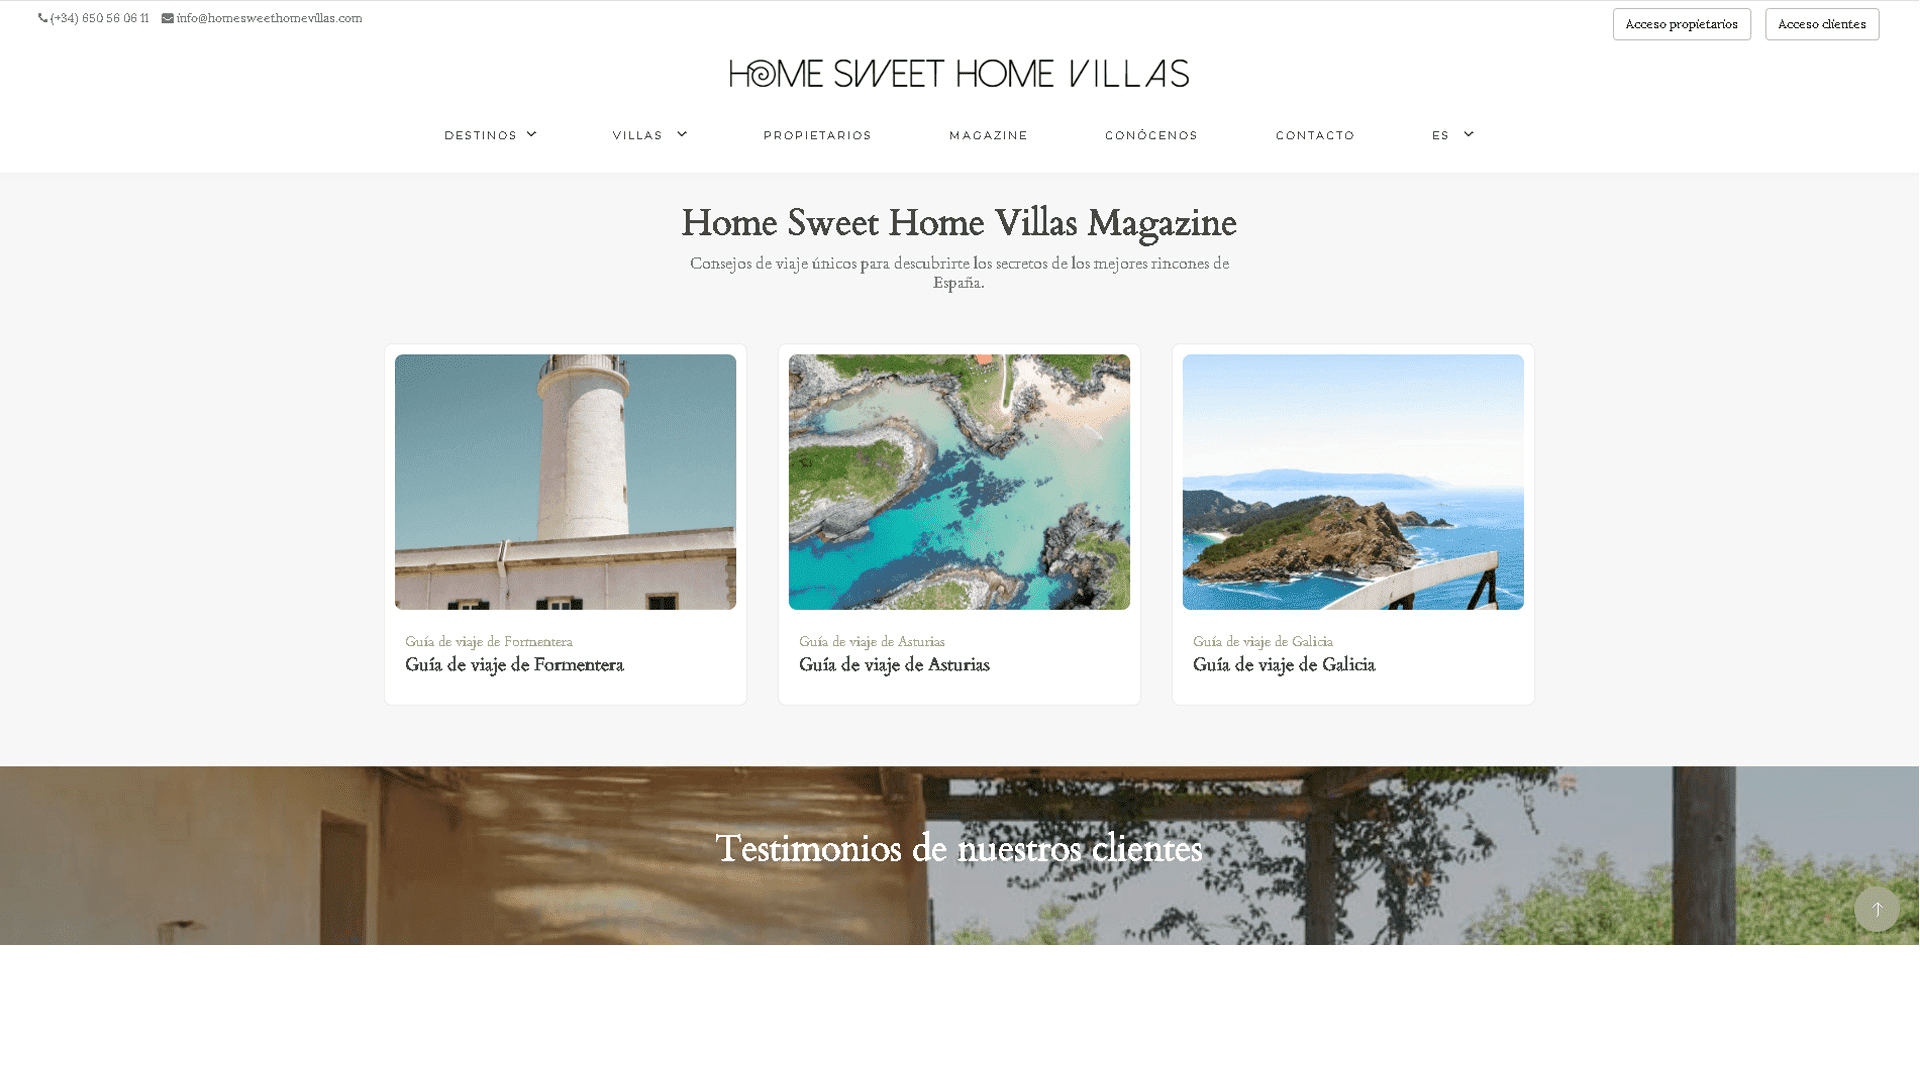 (+34) 650 56 06 11 info@homesweethomevillas.com
Acceso propietarios Acceso clientes
HOME SWEET HOME VILLAS
DESTINOS VILLAS PROPIETARIOS MAGAZINE CONÓCENOS CONTACTO ES
Home Sweet Home Villas Magazine
Consejos de viaje únicos para descubrirte los secretos de los mejores rincones de
España.
Guía de viaje de Formentera
Guía de viaje de Formentera
Guía de viaje de Asturias
Guía de viaje de Asturias
Guía de viaje de Galicia
Guía de viaje de Galicia
Testimonios de nuestros clientes